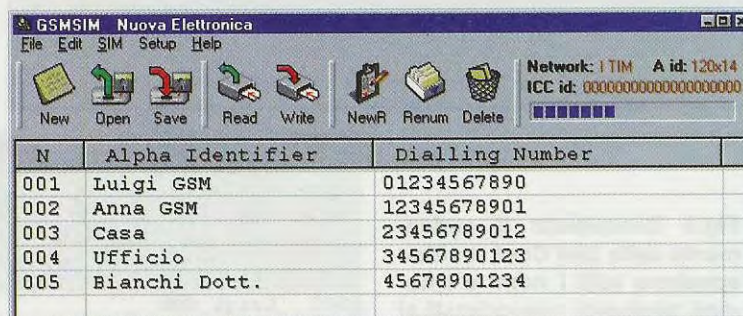 GSMSIM Nuova Elettronica
File Edit SIM Setup Help
New Open Save Read Write NewR Renum Delete
Network: I TIM A id: 120x14
ICC id: 00000000000000000000
N Alpha Identifier Dialling Number
001 Luigi GSM 01234567890
002 Anna GSM 12345678901
003 Casa 23456789012
004 Ufficio 34567890123
005 Bianchi Dott. 45678901234